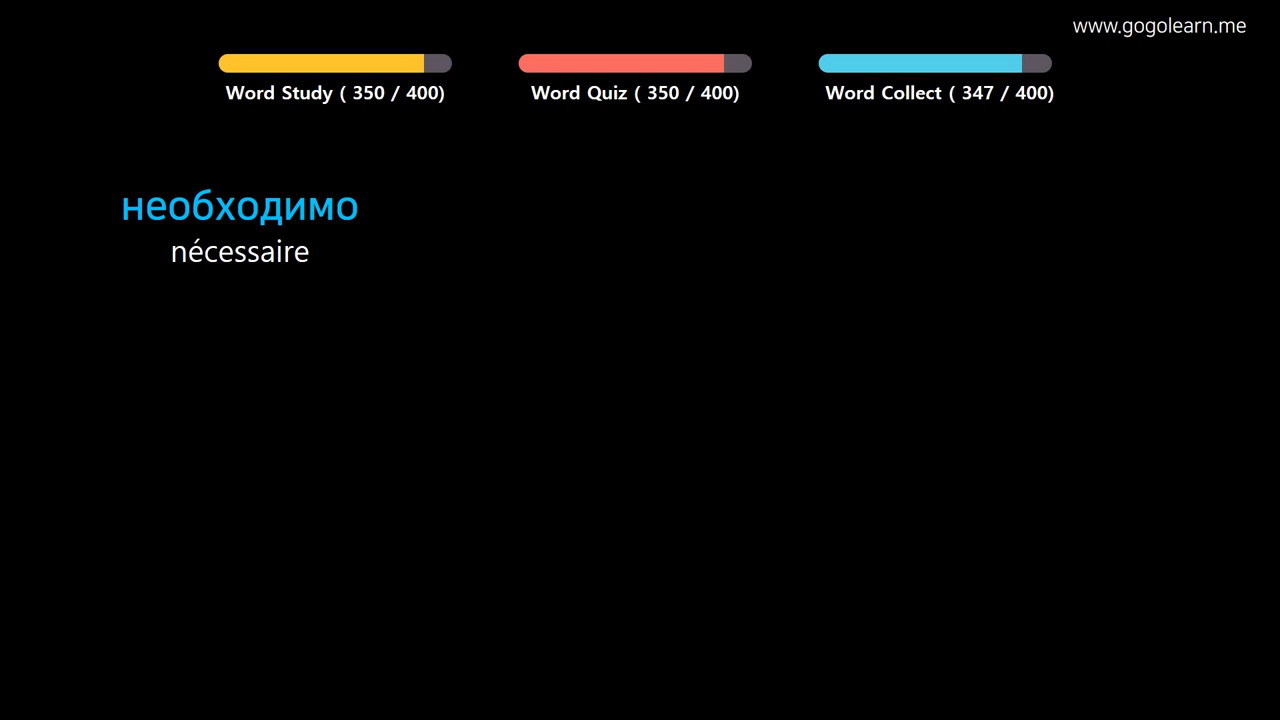 www.gogolearn.me
Word Study ( 350 / 400)
Word Quiz ( 350 / 400)
Word Collect ( 347 / 400)
необходимо
nécessaire